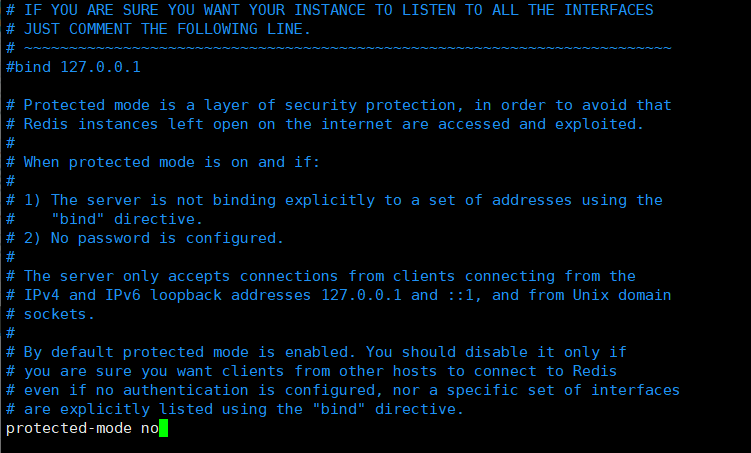 # IF YOU ARE SURE YOU WANT YOUR INSTANCE TO LISTEN TO ALL THE INTERFACES
# JUST COMMENT THE FOLLOWING LINE.
# ~~~~~~~~~~~~~~~~~~~~~~~~~~~~~~~~~~~~~~~~~~~~~~~~~~~~~~~~~~~~~~~~~~~~~~~~
#bind 127.0.0.1

# Protected mode is a layer of security protection, in order to avoid that
# Redis instances left open on the internet are accessed and exploited.
#
# When protected mode is on and if:
#
# 1) The server is not binding explicitly to a set of addresses using the
#    "bind" directive.
# 2) No password is configured.
#
# The server only accepts connections from clients connecting from the
# IPv4 and IPv6 loopback addresses 127.0.0.1 and ::1, and from Unix domain
# sockets.
#
# By default protected mode is enabled. You should disable it only if
# you are sure you want clients from other hosts to connect to Redis
# even if no authentication is configured, nor a specific set of interfaces
# are explicitly listed using the "bind" directive.
protected-mode no